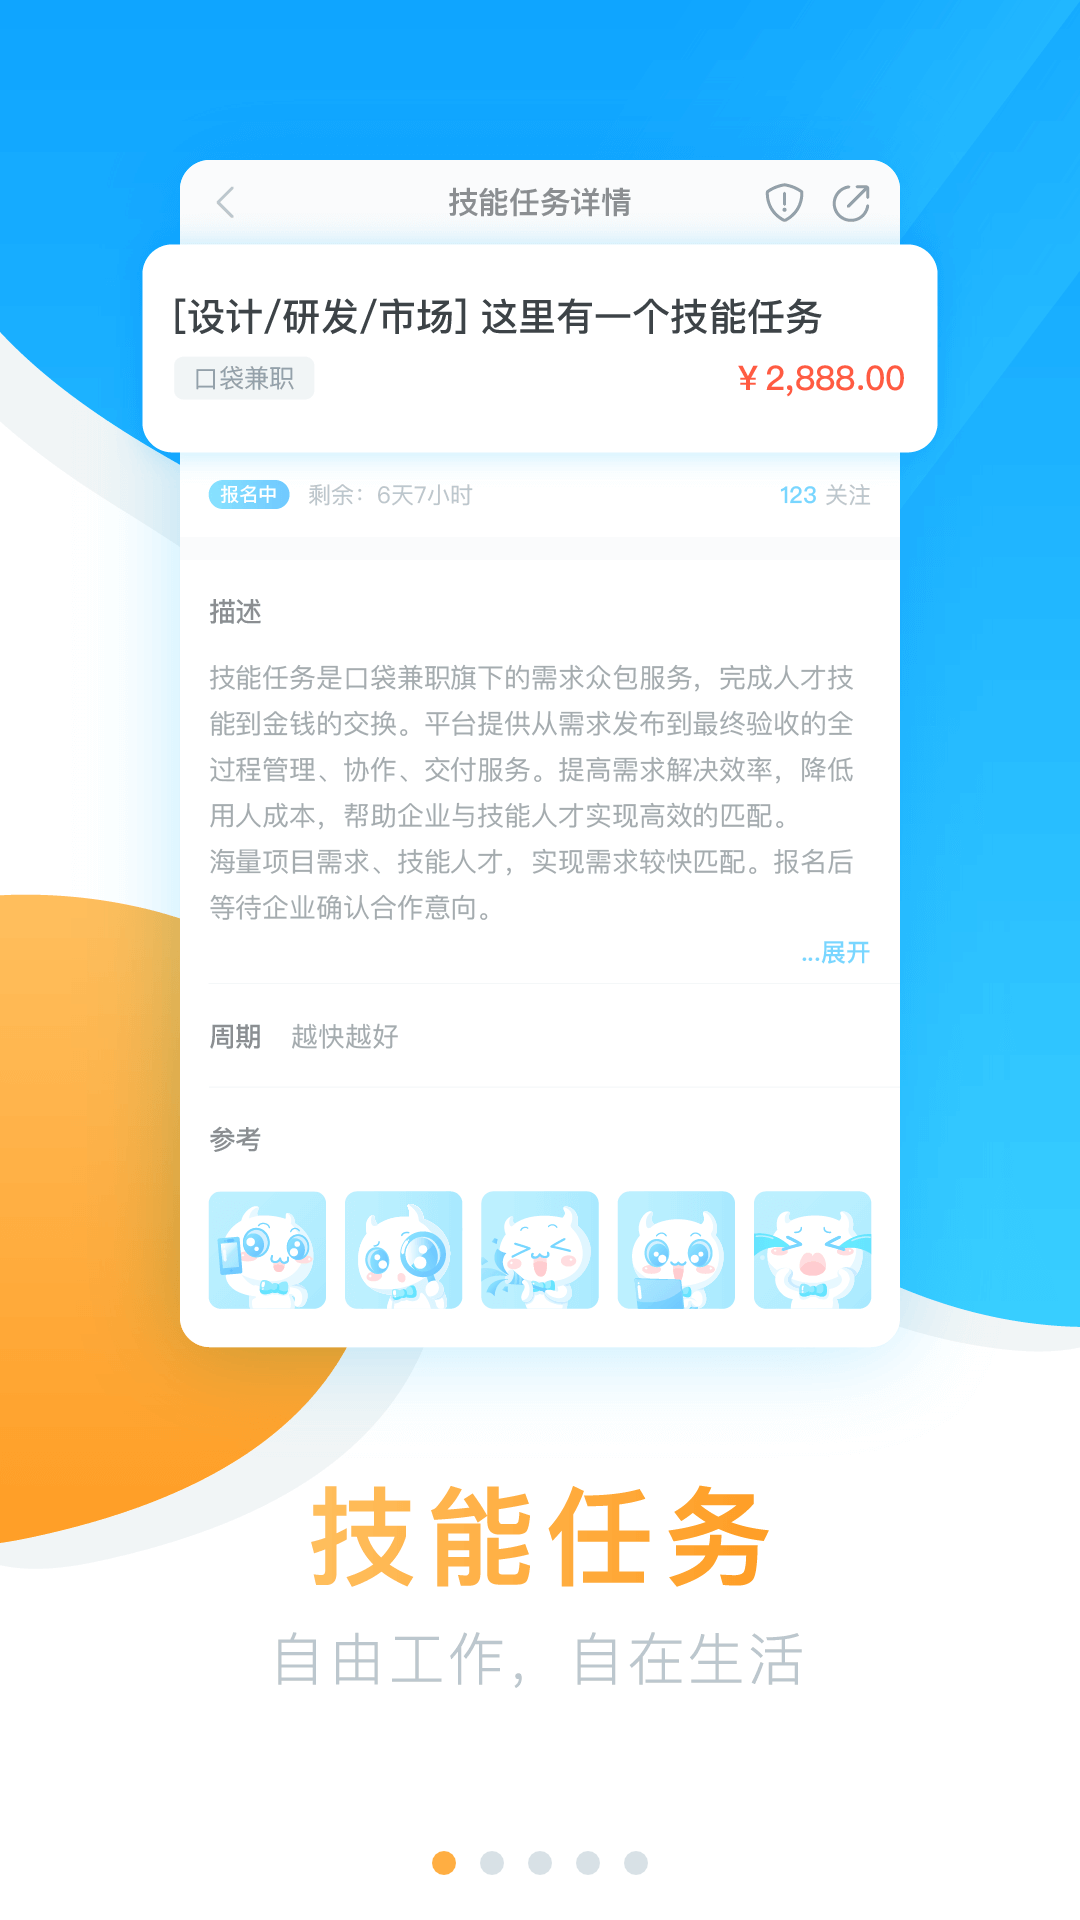 技能任务详情
[设计/研发/市场] 这里有一个技能任务
口袋兼职
¥ 2,888.00
报名中 剩余：6天7小时
123 关注
描述
技能任务是口袋兼职旗下的需求众包服务，完成人才技
能到金钱的交换。平台提供从需求发布到最终验收的全
过程管理、协作、交付服务。提高需求解决效率，降低
用人成本，帮助企业与技能人才实现高效的匹配。
海量项目需求、技能人才，实现需求较快匹配。报名后
等待企业确认合作意向。
...展开
周期 越快越好
参考
技能任务
自由工作，自在生活